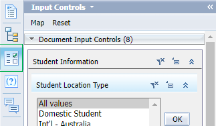 Input Controls
Map Reset
Document Input Controls (8)
Student Information
Student Location Type
All values
Domestic Student
Int'l - Australia
OK